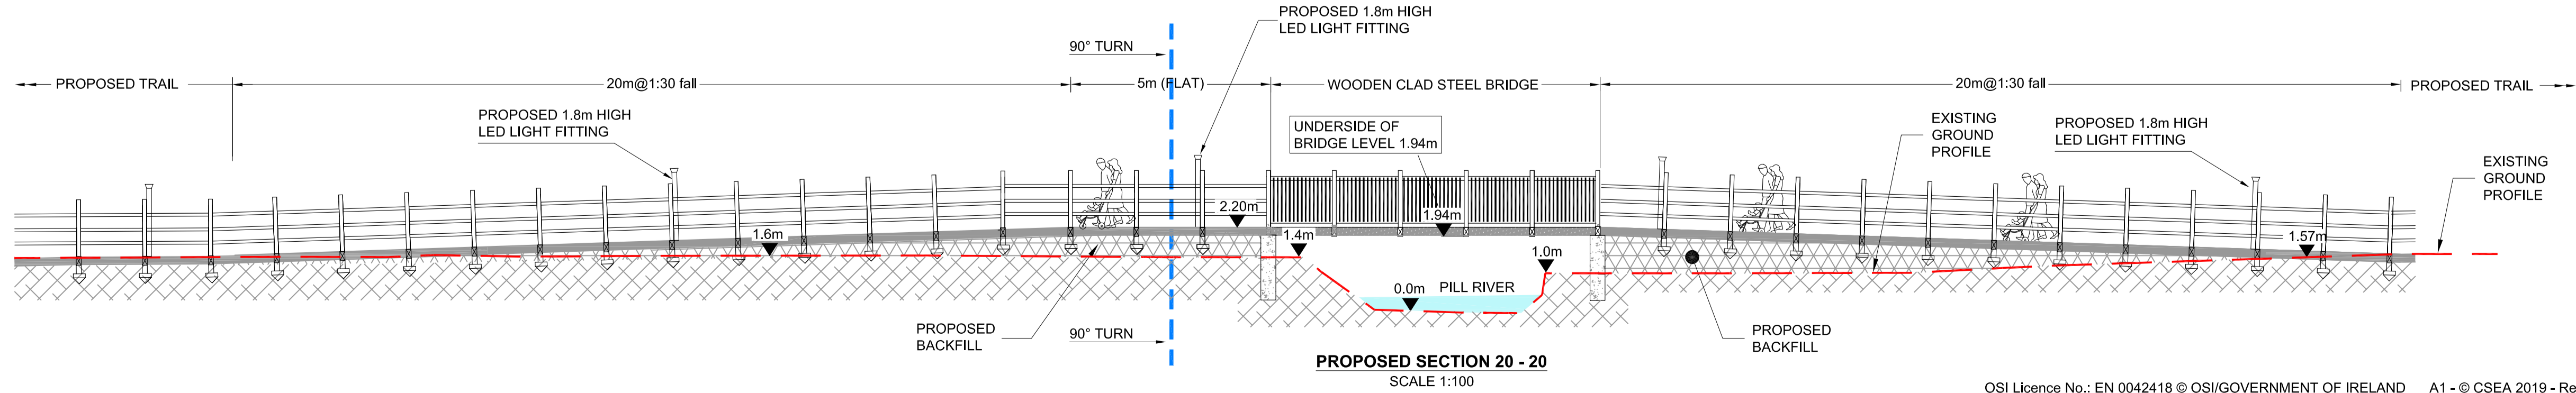 PROPOSED 1.8m HIGH
LED LIGHT FITTING
90° TURN
PROPOSED TRAIL
20m@1:30 fall
5m (FLAT)
WOODEN CLAD STEEL BRIDGE
20m@1:30 fall
PROPOSED TRAIL
PROPOSED 1.8m HIGH
LED LIGHT FITTING
UNDERSIDE OF
BRIDGE LEVEL 1.94m
EXISTING
GROUND
PROFILE
PROPOSED 1.8m HIGH
LED LIGHT FITTING
EXISTING
GROUND
PROFILE
2.20m
1.94m
1.6m
1.4m
1.0m
1.57m
0.0m
PILL RIVER
PROPOSED
BACKFILL
90° TURN
PROPOSED
BACKFILL
PROPOSED SECTION 20 - 20
SCALE 1:100
OSI Licence No.: EN 0042418 © OSI/GOVERNMENT OF IRELAND
A1 - © CSEA 2019 - Re